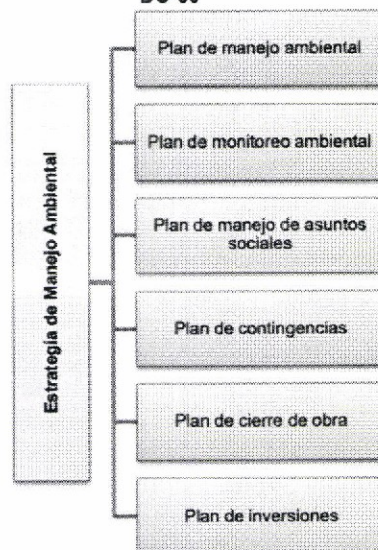 Estrategia de Manejo Ambiental
Plan de manejo ambiental
Plan de monitoreo ambiental
Plan de manejo de asuntos
sociales
Plan de contingencias
Plan de cierre de obra
Plan de inversiones